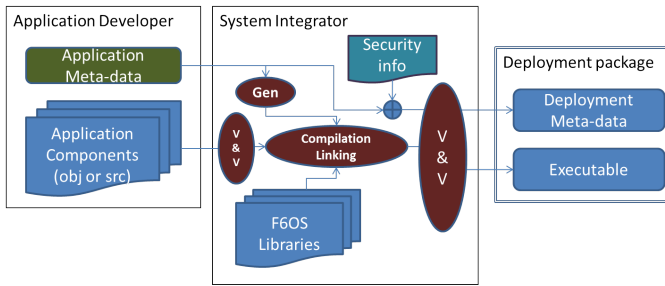 Application Developer
System Integrator
Deployment package
Application
Meta-data
Security
info
Gen
Deployment
Meta-data
Application
Components
(obj or src)
V
&
V
Compilation
Linking
V
&
V
Executable
F6OS
Libraries